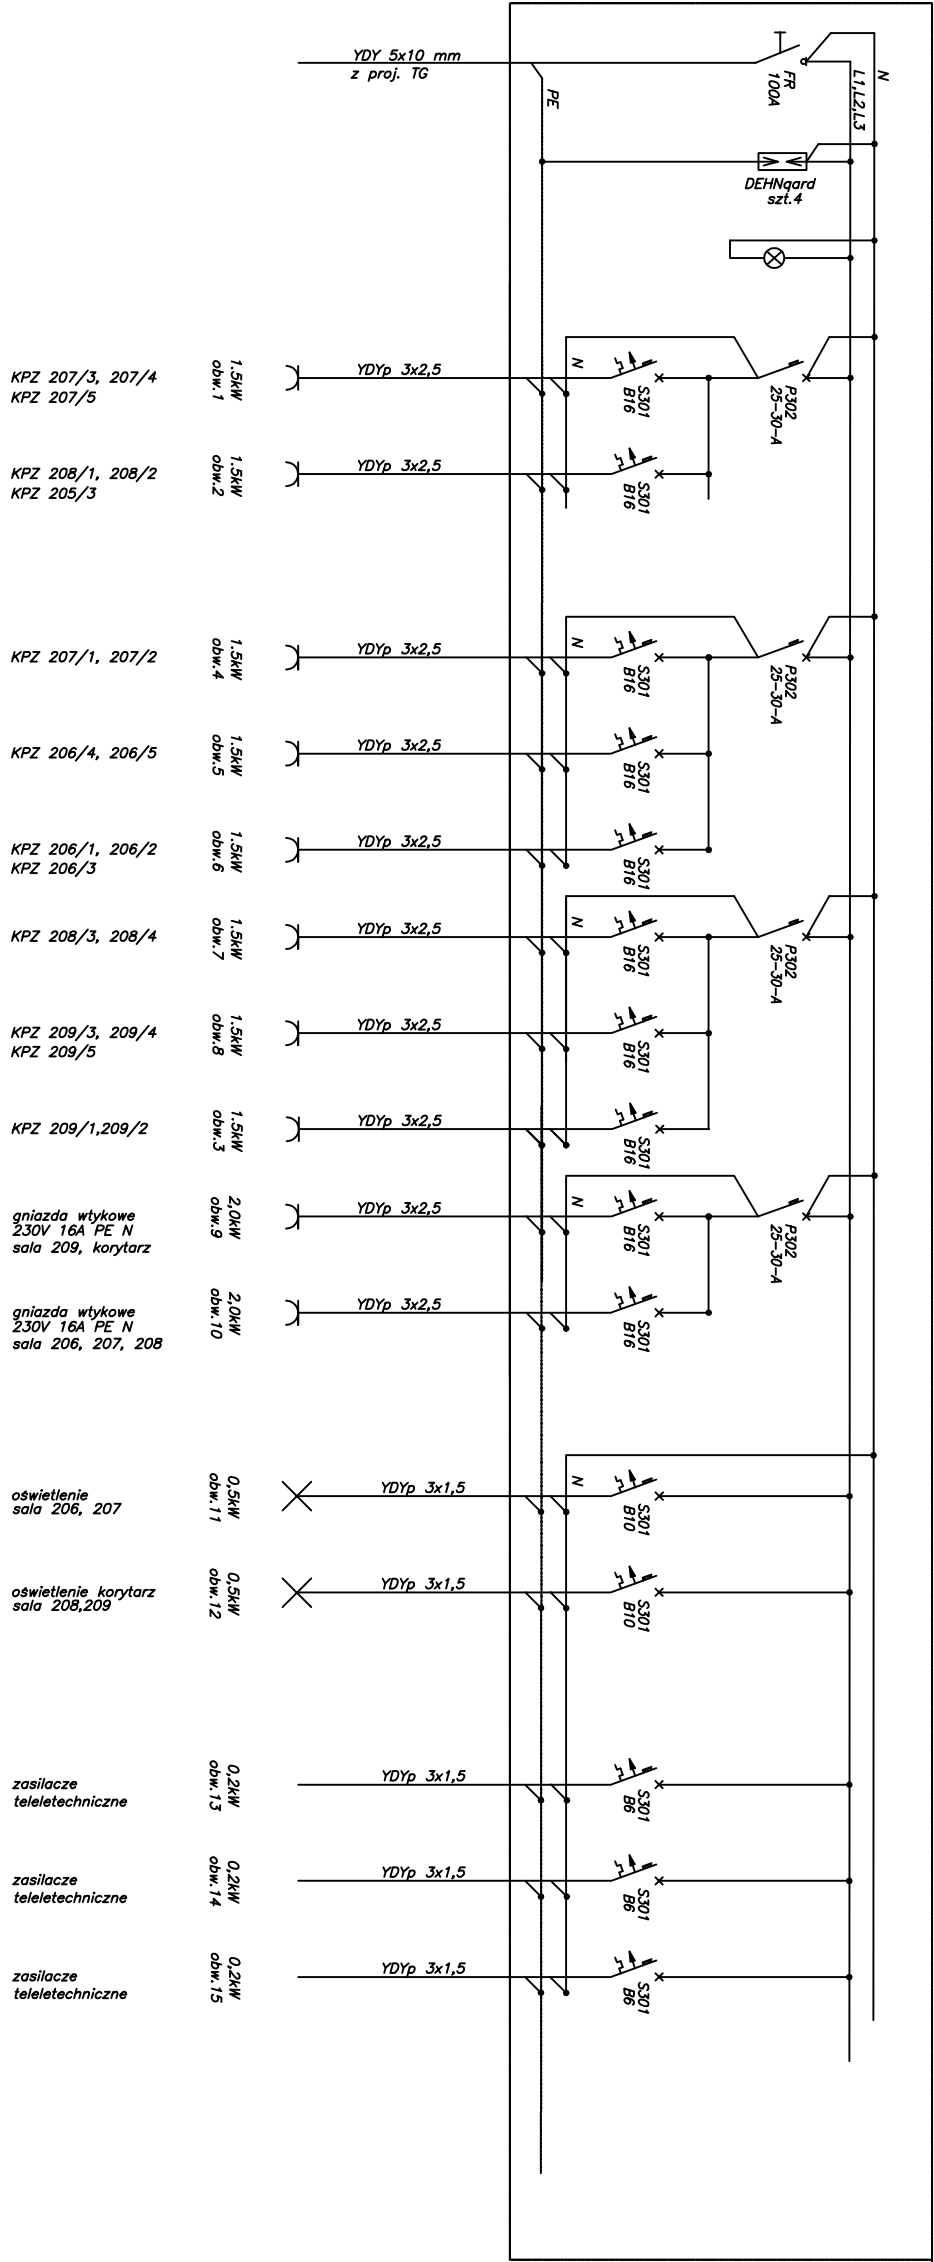 YDY 5x10 mm
z proj. TG
PE
FR
100A
L1,L2,L3
N
DEHNqard
szt.4
KPZ 207/3, 207/4
KPZ 207/5
1.5kW
obw.1
YDYp 3x2,5
N
S301
B16
P302
25-30-A
KPZ 208/1, 208/2
KPZ 205/3
1.5kW
obw.2
YDYp 3x2,5
S301
B16
KPZ 207/1, 207/2
1.5kW
obw.4
YDYp 3x2,5
N
S301
B16
P302
25-30-A
KPZ 206/4, 206/5
1.5kW
obw.5
YDYp 3x2,5
S301
B16
KPZ 206/1, 206/2
KPZ 206/3
1.5kW
obw.6
YDYp 3x2,5
S301
B16
KPZ 208/3, 208/4
1.5kW
obw.7
YDYp 3x2,5
N
S301
B16
P302
25-30-A
KPZ 209/3, 209/4
KPZ 209/5
1.5kW
obw.8
YDYp 3x2,5
S301
B16
KPZ 209/1,209/2
1.5kW
obw.3
YDYp 3x2,5
S301
B16
gniazda wtykowe
230V 16A PE N
sala 209, korytarz
2,0kW
obw.9
YDYp 3x2,5
N
S301
B16
P302
25-30-A
gniazda wtykowe
230V 16A PE N
sala 206, 207, 208
2,0kW
obw.10
YDYp 3x2,5
S301
B16
oświetlenie
sala 206, 207
0,5kW
obw.11
YDYp 3x1,5
N
S301
B10
oświetlenie korytarz
sala 208,209
0,5kW
obw.12
YDYp 3x1,5
S301
B10
zasilacze
teleletechniczne
0,2kW
obw.13
YDYp 3x1,5
S301
B6
zasilacze
teleletechniczne
0,2kW
obw.14
YDYp 3x1,5
S301
B6
zasilacze
teleletechniczne
0,2kW
obw.15
YDYp 3x1,5
S301
B6